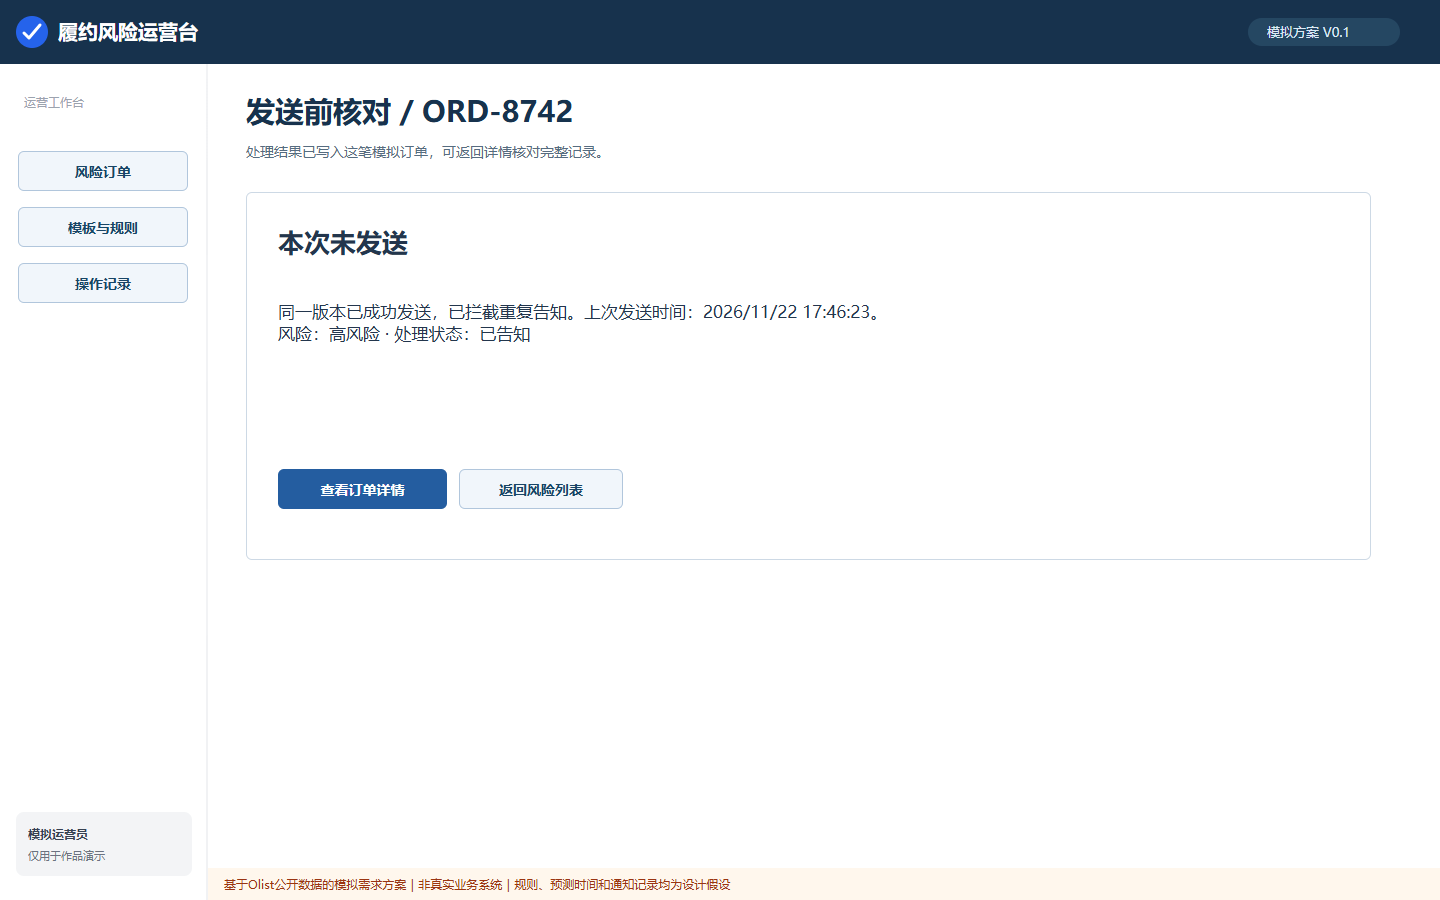 履约风险运营台
模拟方案 V0.1
运营工作台
风险订单
模板与规则
操作记录
发送前核对 / ORD-8742
处理结果已写入这笔模拟订单，可返回详情核对完整记录。
本次未发送
同一版本已成功发送，已拦截重复告知。上次发送时间：2026/11/22 17:46:23。
风险：高风险 · 处理状态：已告知
查看订单详情
返回风险列表
模拟运营员
仅用于作品演示
基于Olist公开数据的模拟需求方案 | 非真实业务系统 | 规则、预测时间和通知记录均为设计假设